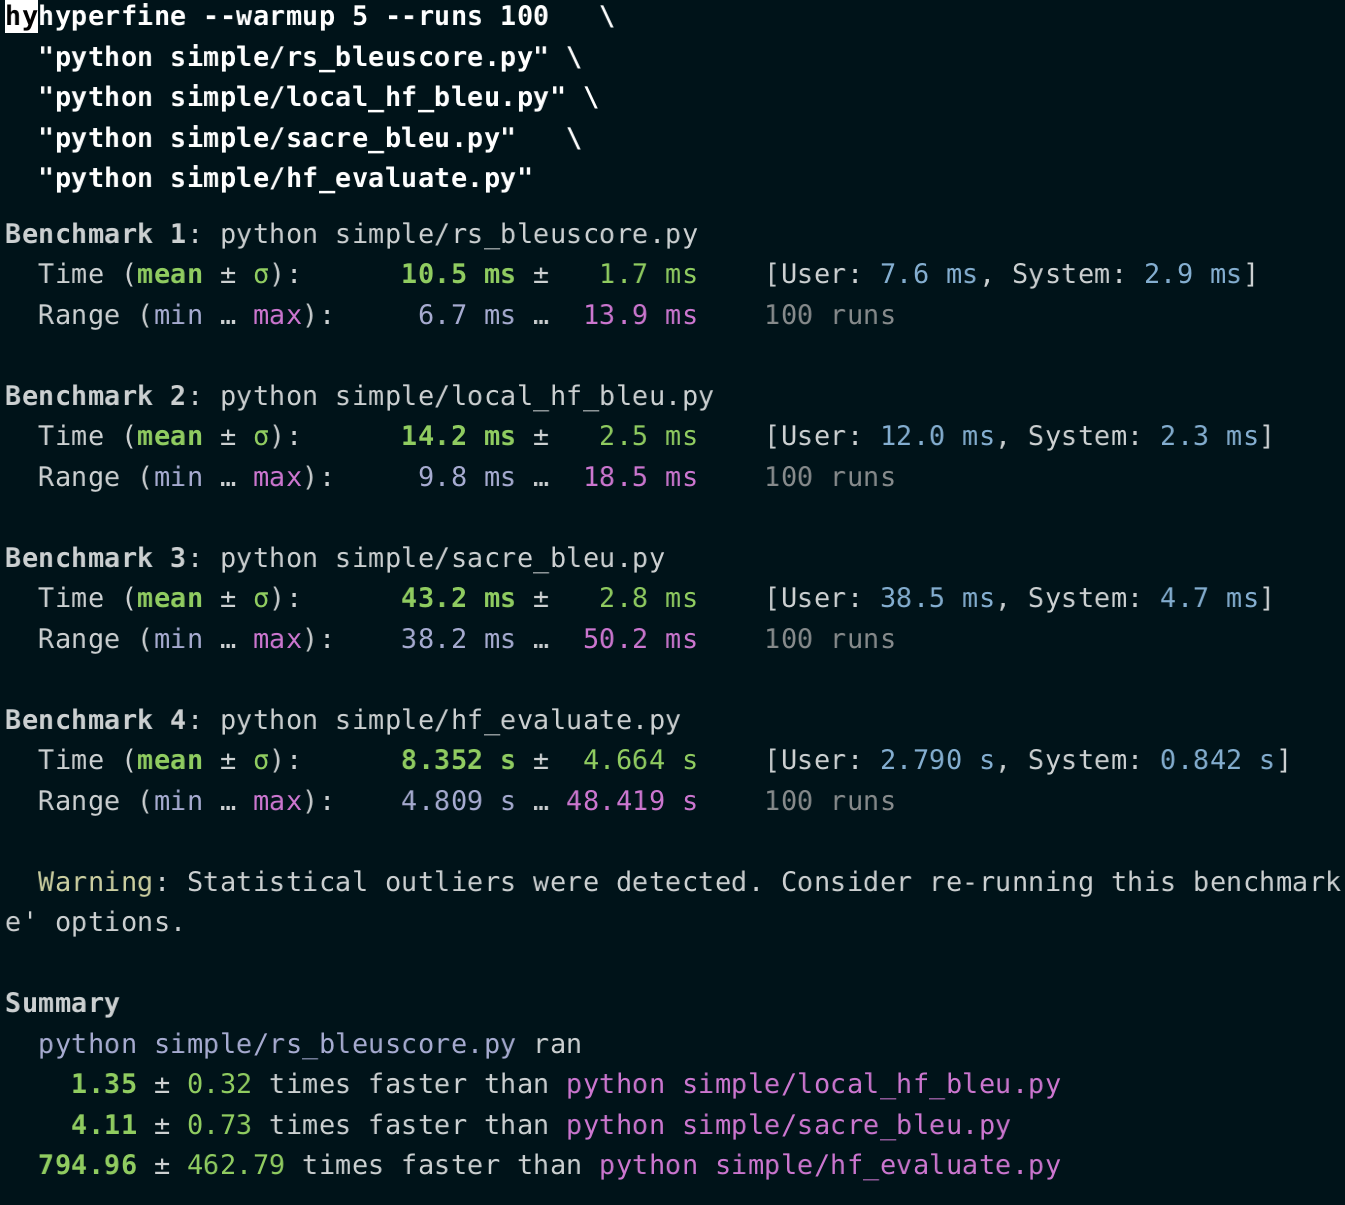 hyhyperfine --warmup 5 --runs 100   \
  "python simple/rs_bleuscore.py" \
  "python simple/local_hf_bleu.py" \
  "python simple/sacre_bleu.py"   \
  "python simple/hf_evaluate.py"
Benchmark 1: python simple/rs_bleuscore.py
  Time (mean ± σ):      10.5 ms ±   1.7 ms    [User: 7.6 ms, System: 2.9 ms]
  Range (min … max):     6.7 ms …  13.9 ms    100 runs
Benchmark 2: python simple/local_hf_bleu.py
  Time (mean ± σ):      14.2 ms ±   2.5 ms    [User: 12.0 ms, System: 2.3 ms]
  Range (min … max):     9.8 ms …  18.5 ms    100 runs
Benchmark 3: python simple/sacre_bleu.py
  Time (mean ± σ):      43.2 ms ±   2.8 ms    [User: 38.5 ms, System: 4.7 ms]
  Range (min … max):    38.2 ms …  50.2 ms    100 runs
Benchmark 4: python simple/hf_evaluate.py
  Time (mean ± σ):      8.352 s ±  4.664 s    [User: 2.790 s, System: 0.842 s]
  Range (min … max):    4.809 s … 48.419 s    100 runs
  Warning: Statistical outliers were detected. Consider re-running this benchmark
e' options.
Summary
  python simple/rs_bleuscore.py ran
    1.35 ± 0.32 times faster than python simple/local_hf_bleu.py
    4.11 ± 0.73 times faster than python simple/sacre_bleu.py
  794.96 ± 462.79 times faster than python simple/hf_evaluate.py